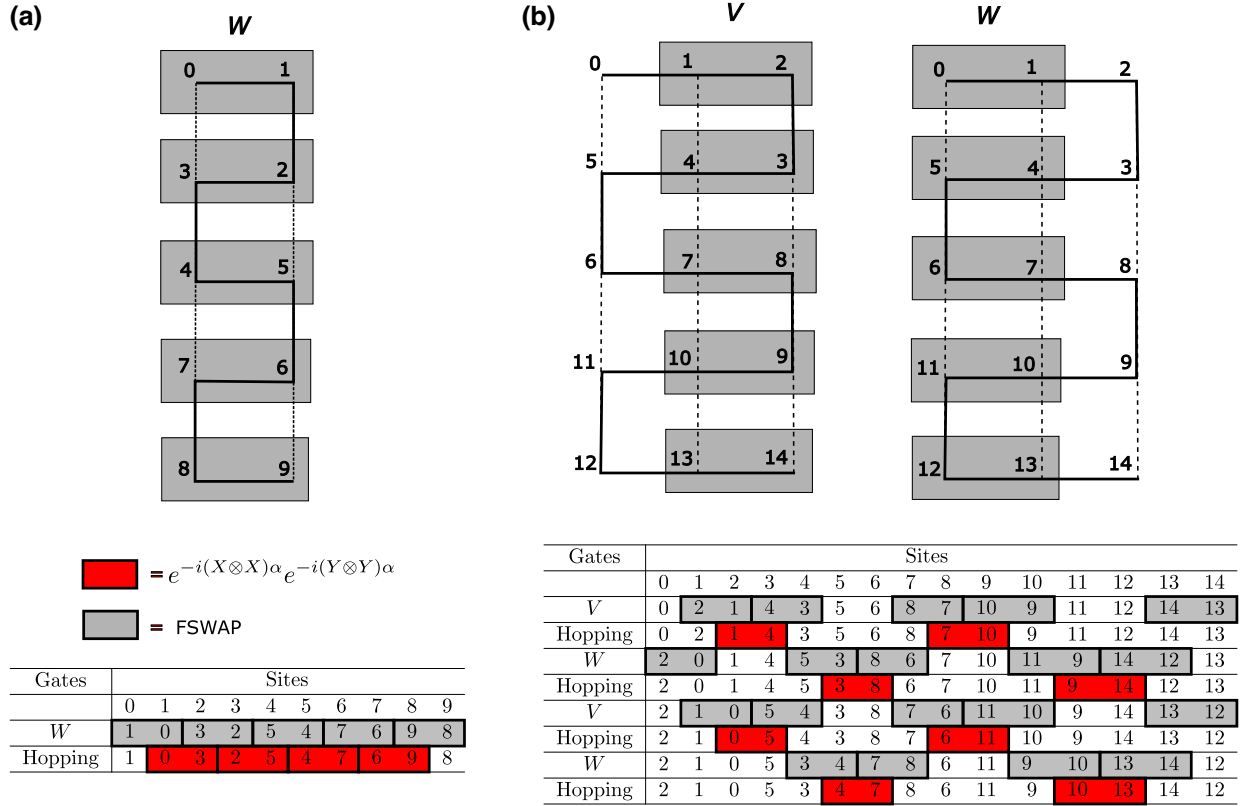 (a)
W
0 1
3 2
4 5
7 6
8 9
= e^{-i(X⊗X)α}e^{-i(Y⊗Y)α}
= FSWAP
Gates Sites
0 1 2 3 4 5 6 7 8 9
W 1 0 3 2 5 4 7 6 9 8
Hopping 1 0 3 2 5 4 7 6 9 8
(b)
V
0 1 2
5 4 3
6 7 8
11 10 9
12 13 14
W
0 1 2
5 4 3
6 7 8
11 10 9
12 13 14
Gates Sites
0 1 2 3 4 5 6 7 8 9 10 11 12 13 14
V 0 2 1 4 3 5 6 8 7 10 9 11 12 14 13
Hopping 0 2 1 4 3 5 6 8 7 10 9 11 12 14 13
W 2 0 1 4 5 3 8 6 7 10 11 9 14 12 13
Hopping 2 0 1 4 5 3 8 6 7 10 11 9 14 12 13
V 2 1 0 5 4 3 8 7 6 11 10 9 14 13 12
Hopping 2 1 0 5 4 3 8 7 6 11 10 9 14 13 12
W 2 1 0 5 3 4 7 8 6 11 9 10 13 14 12
Hopping 2 1 0 5 3 4 7 8 6 11 9 10 13 14 12